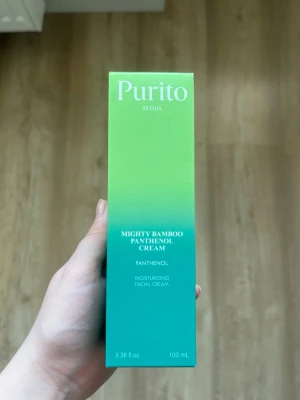 Purito
SEOUL
MIGHTY BAMBOO
PANTHENOL
CREAM
PANTHENOL
MOISTURIZING
FACIAL CREAM
3.38 fl.oz 100 mL